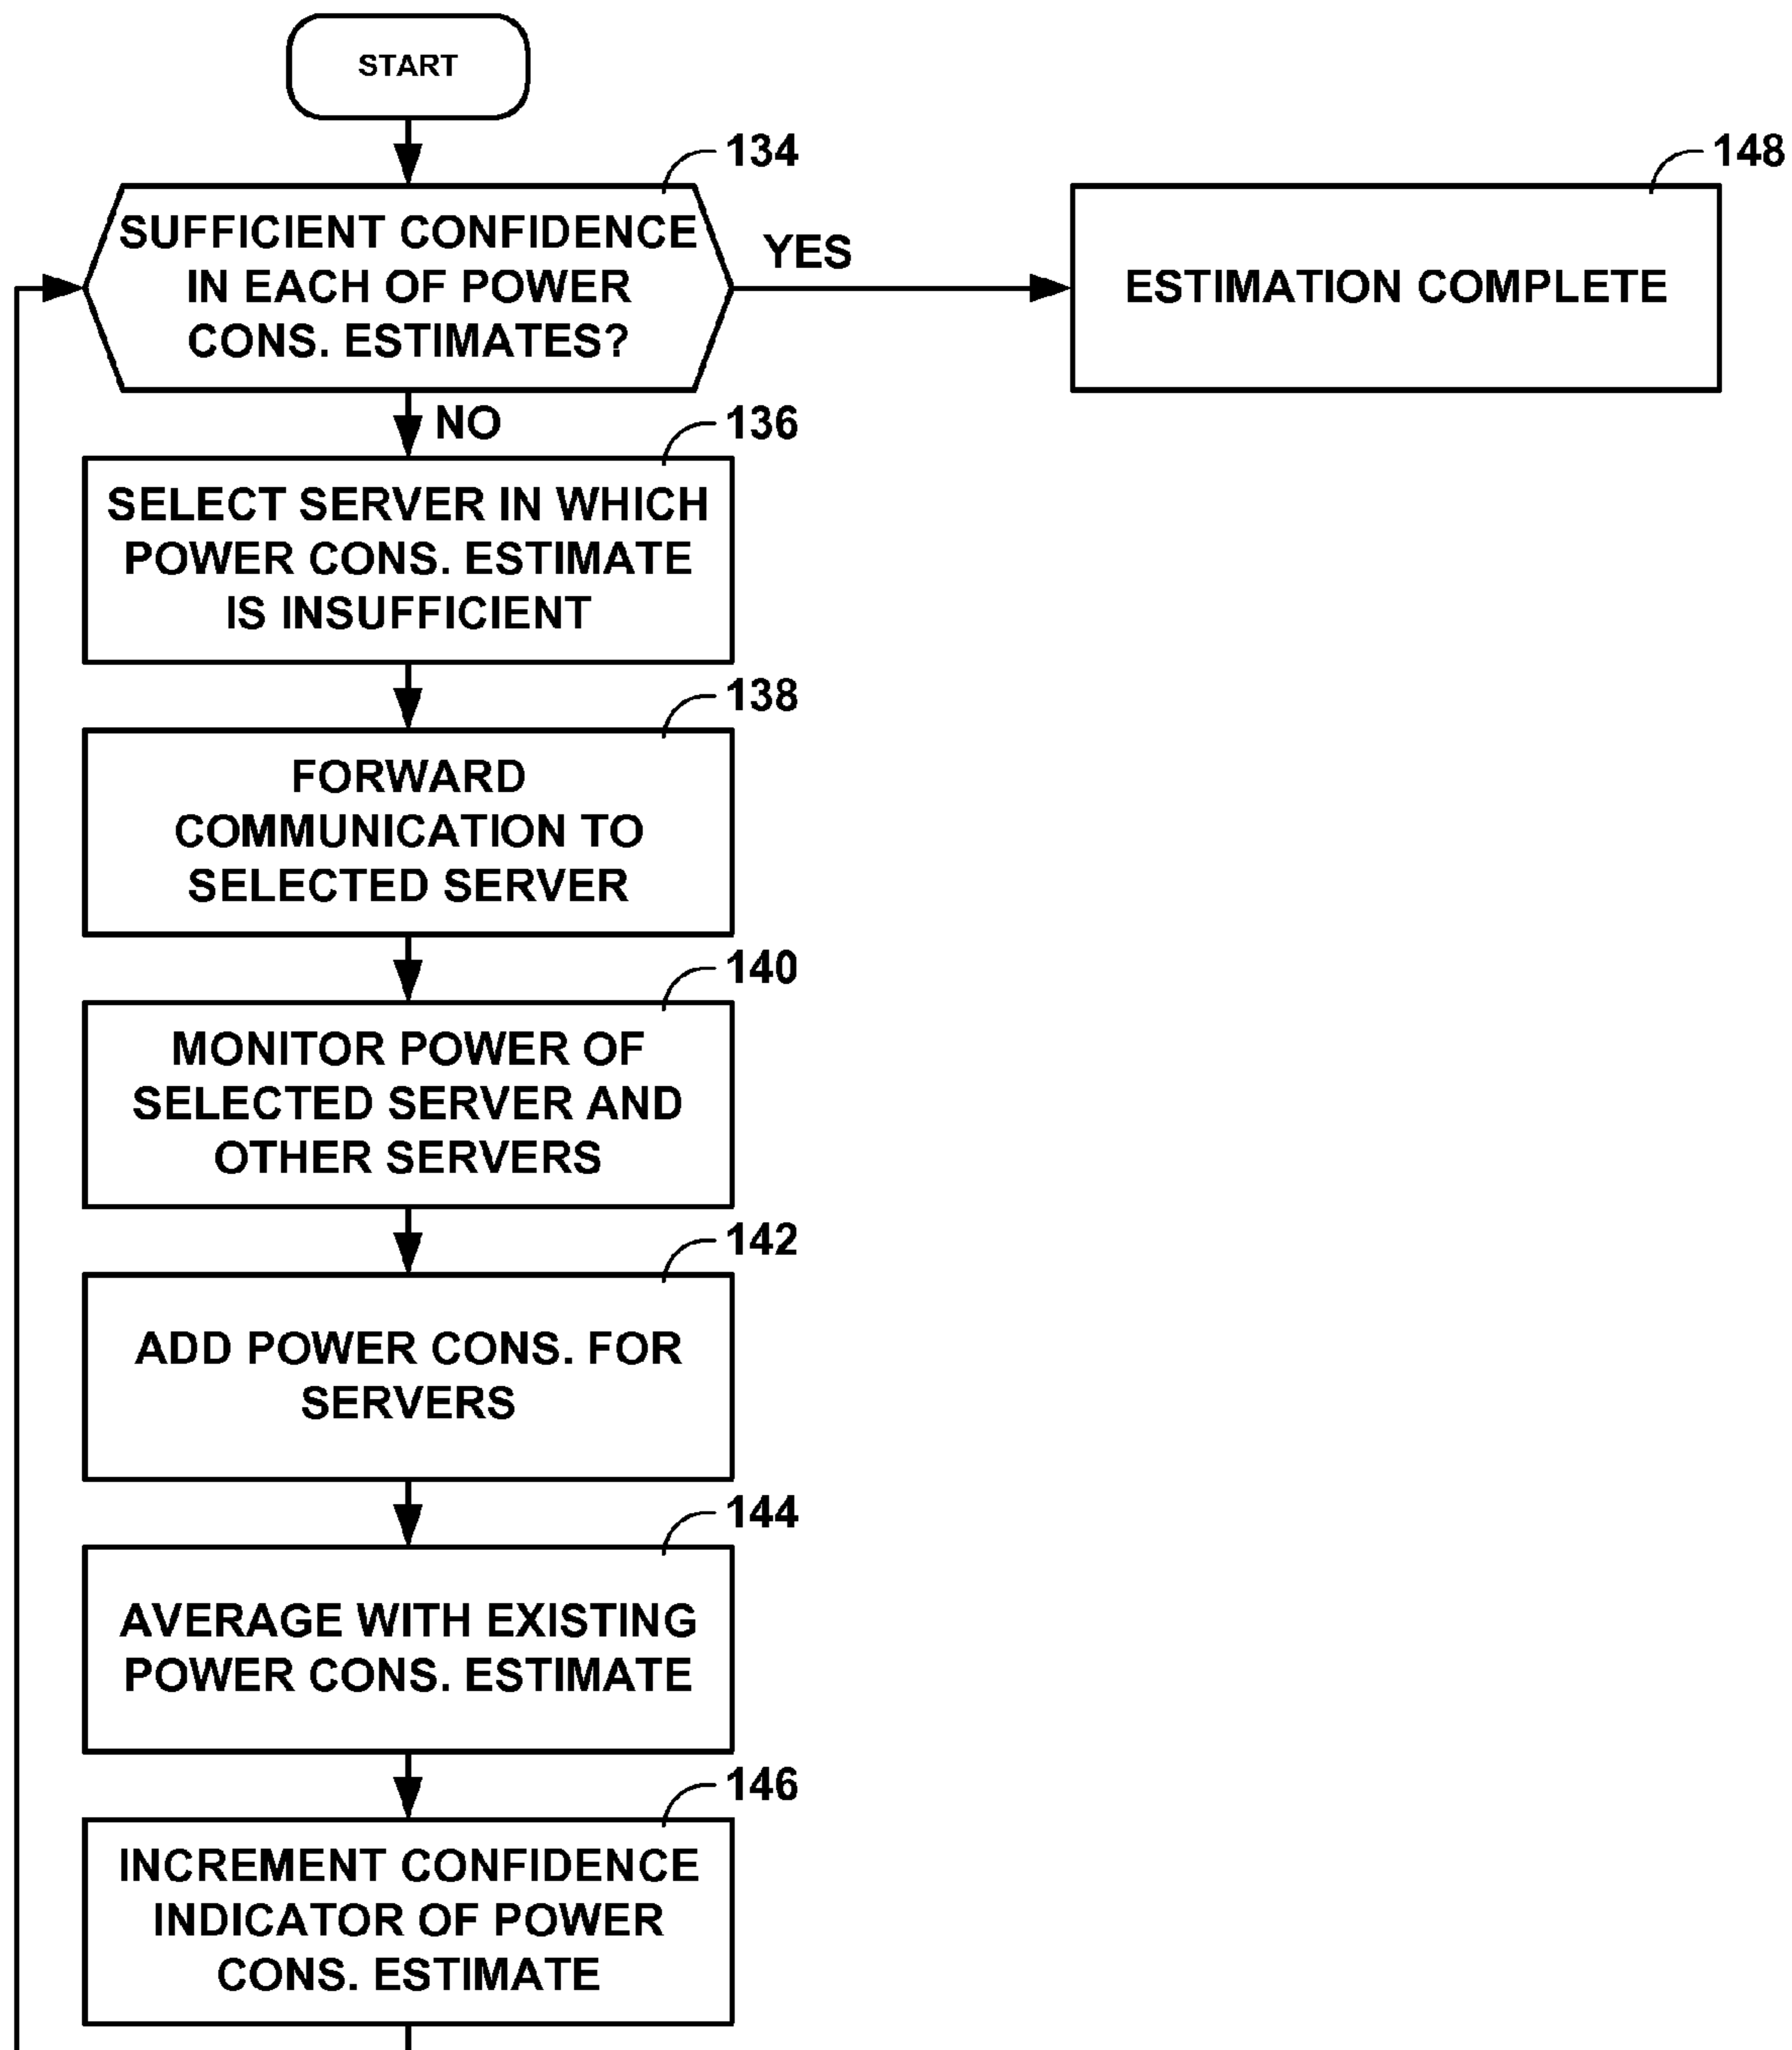 START
134
SUFFICIENT CONFIDENCE
IN EACH OF POWER
CONS. ESTIMATES?
YES
148
ESTIMATION COMPLETE
NO
136
SELECT SERVER IN WHICH
POWER CONS. ESTIMATE
IS INSUFFICIENT
138
FORWARD
COMMUNICATION TO
SELECTED SERVER
140
MONITOR POWER OF
SELECTED SERVER AND
OTHER SERVERS
142
ADD POWER CONS. FOR
SERVERS
144
AVERAGE WITH EXISTING
POWER CONS. ESTIMATE
146
INCREMENT CONFIDENCE
INDICATOR OF POWER
CONS. ESTIMATE